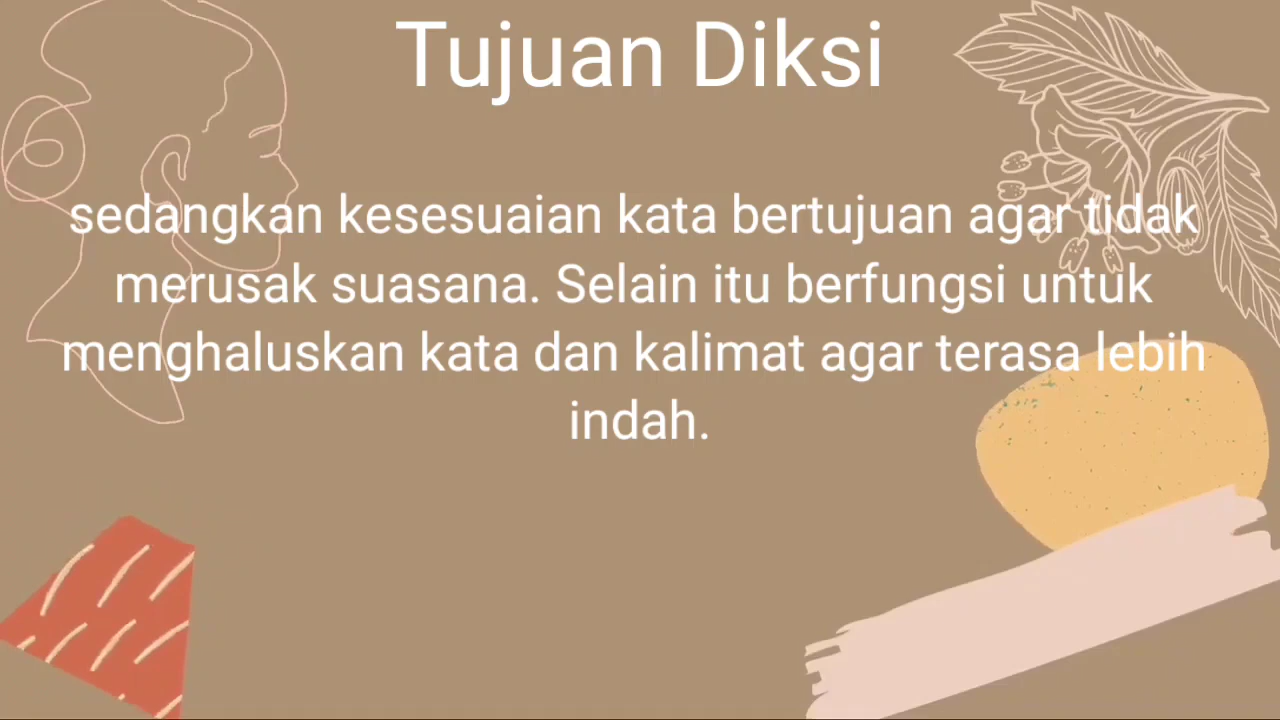 Tujuan Diksi
sedangkan kesesuaian kata bertujuan agar tidak
merusak suasana. Selain itu berfungsi untuk
menghaluskan kata dan kalimat agar terasa lebih
indah.